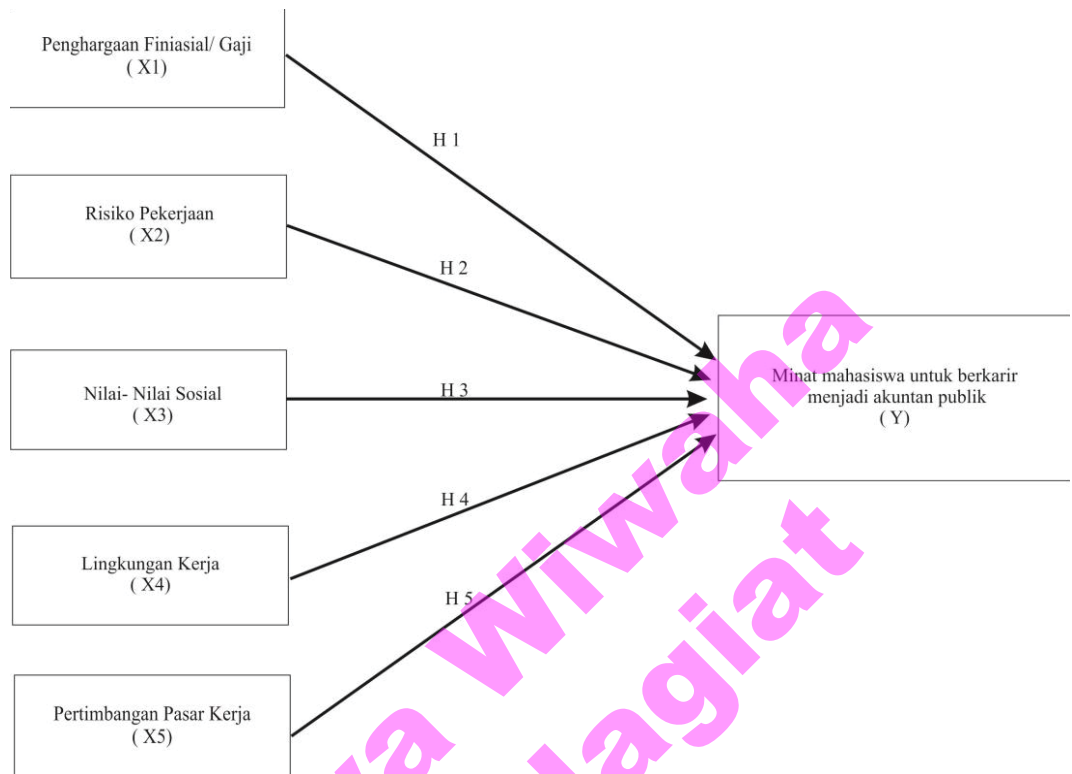 Penghargaan Finiasial/ Gaji
( X1)
H 1
Risiko Pekerjaan
( X2)
H 2
Nilai- Nilai Sosial
( X3)
H 3
Minat mahasiswa untuk berkarir
menjadi akuntan publik
( Y)
Lingkungan Kerja
( X4)
H 4
Pertimbangan Pasar Kerja
( X5)
H 5
Wiwaha